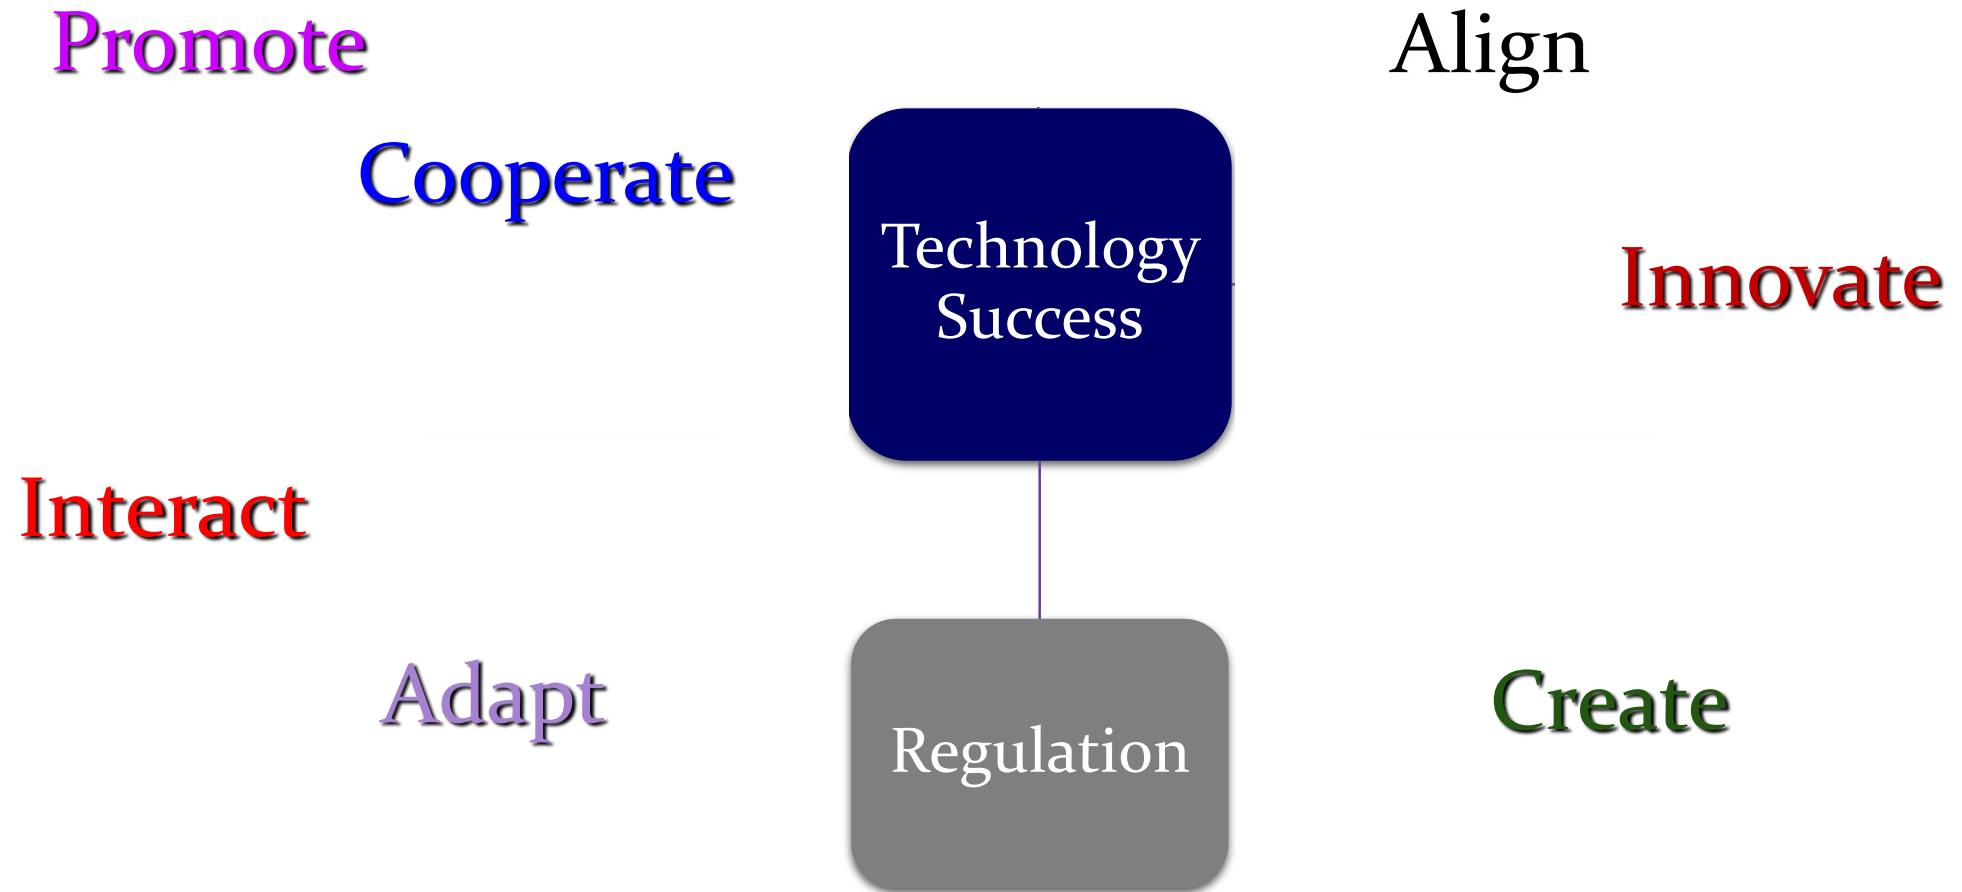 Promote
Align
Cooperate
Technology
Success
Innovate
Interact
Adapt
Create
Regulation